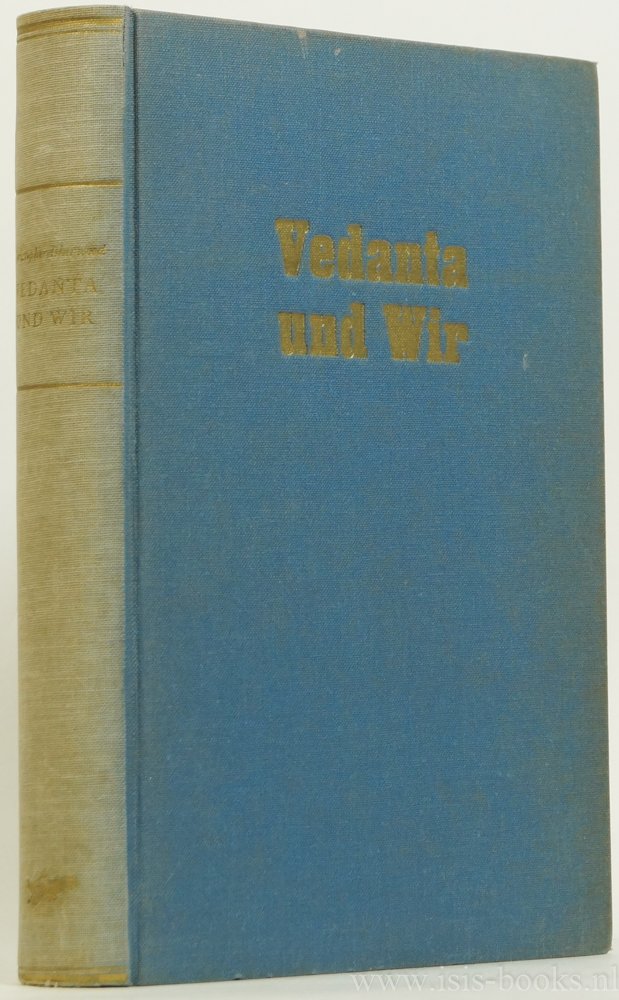 Vedanta
und Wir
VEDANTA
UND WIR
www.isis-books.nl